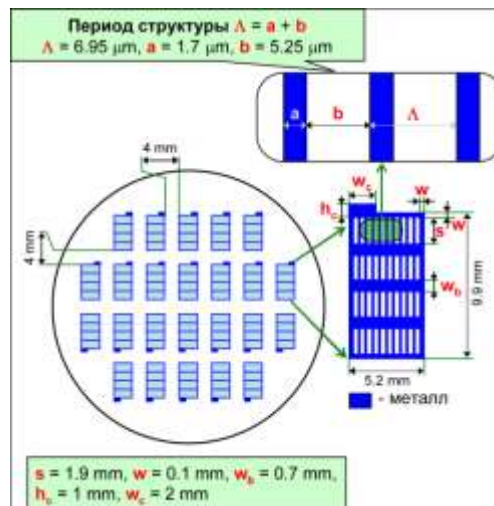 Период структуры Λ = a + b
Λ = 6.95 μm, a = 1.7 μm, b = 5.25 μm
a
b
Λ
4 mm
w_c
w
h_c
w
s
4 mm
w_b
9.9 mm
5.2 mm
- металл
s = 1.9 mm, w = 0.1 mm, w_b = 0.7 mm,
h_c = 1 mm, w_c = 2 mm